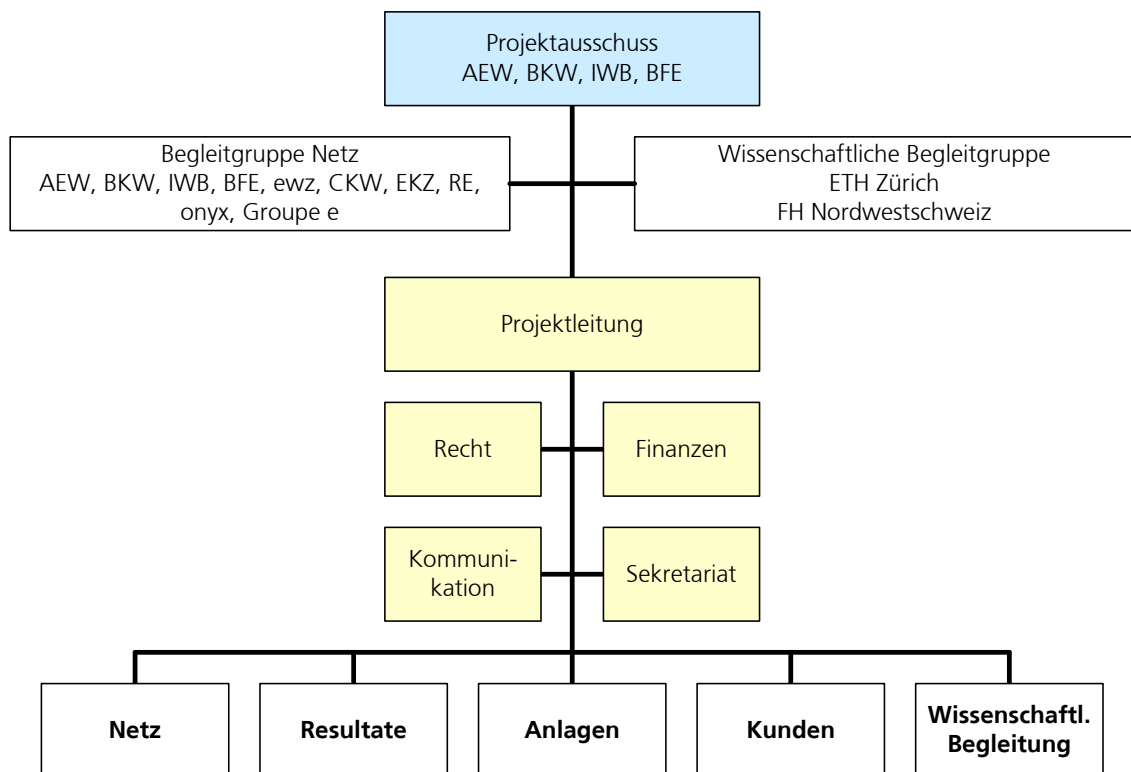 Projektausschuss
AEW, BKW, IWB, BFE
Begleitgruppe Netz
AEW, BKW, IWB, BFE, ewz, CKW, EKZ, RE,
onyx, Groupe e
Wissenschaftliche Begleitgruppe
ETH Zürich
FH Nordwestschweiz
Projektleitung
Recht
Finanzen
Kommuni-
kation
Sekretariat
Netz
Resultate
Anlagen
Kunden
Wissenschaftl.
Begleitung